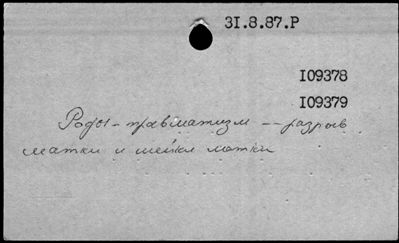 31.8.87.P
109378
109379
Роды - травматизм — разрыв
матки и шейки матки